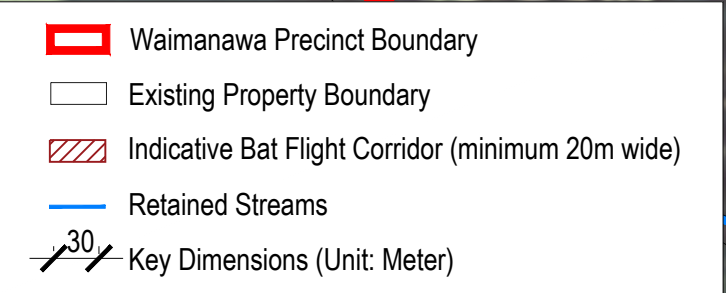 Waimanawa Precinct Boundary
Existing Property Boundary
Indicative Bat Flight Corridor (minimum 20m wide)
Retained Streams
30 Key Dimensions (Unit: Meter)